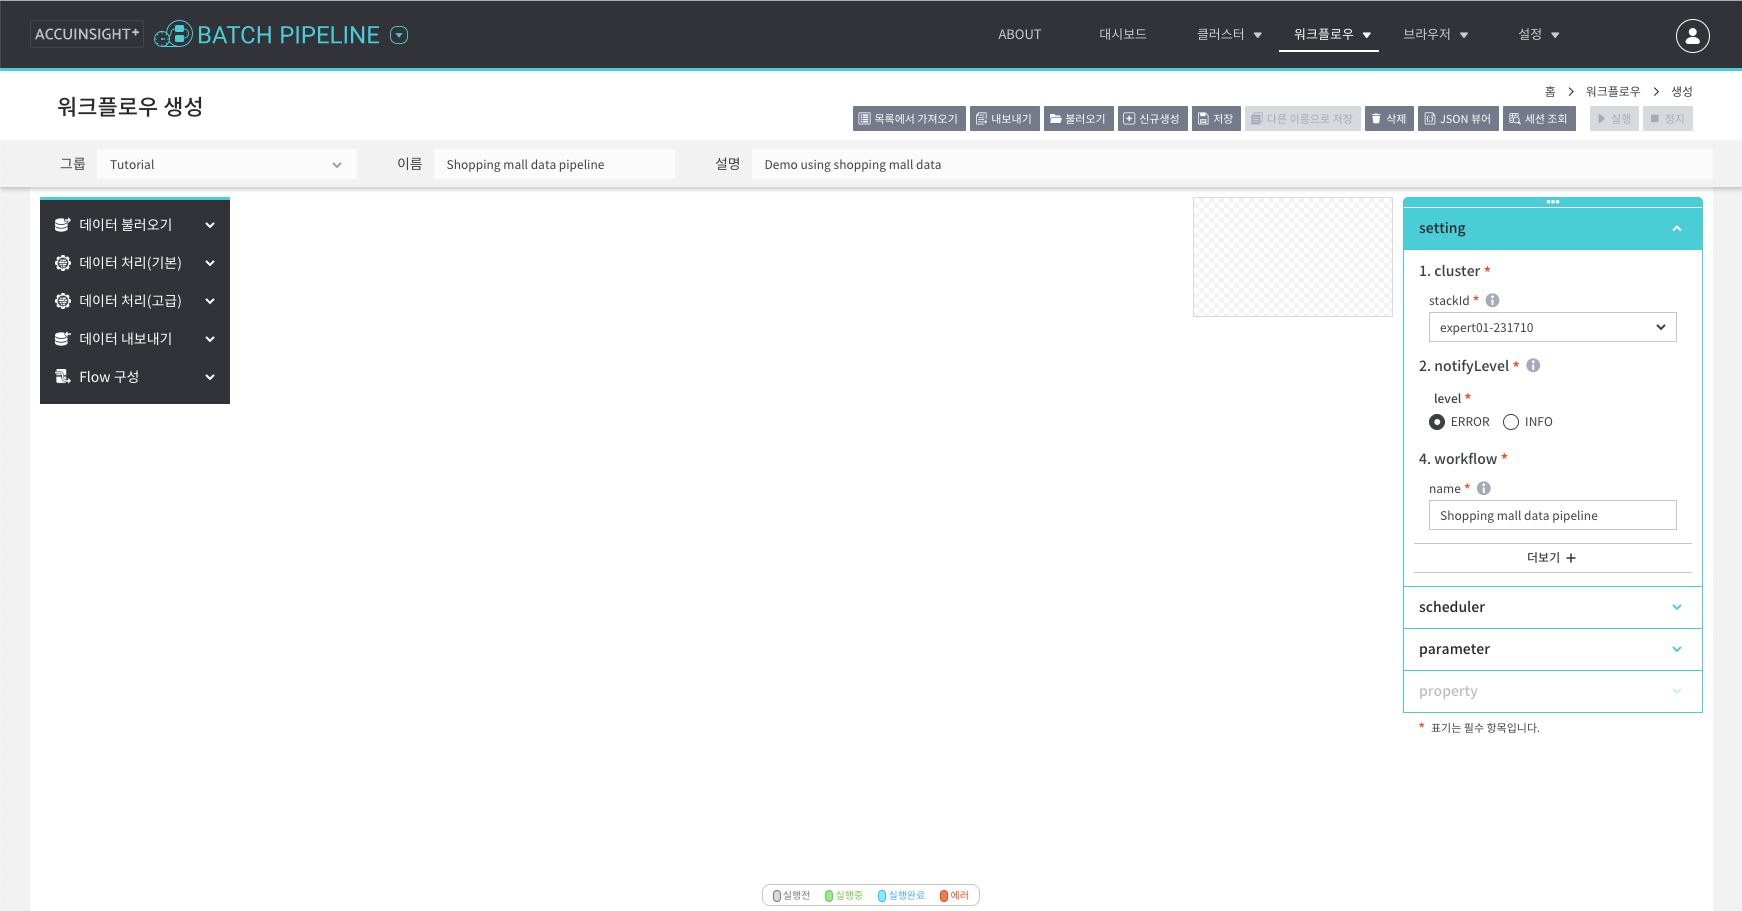 ACCUINSIGHT+ BATCH PIPELINE
ABOUT 대시보드 클러스터 워크플로우 브라우저 설정
워크플로우 생성
홈 > 워크플로우 > 생성
목록에서 가져오기 내보내기 불러오기 신규생성 저장 다른 이름으로 저장 삭제 JSON 뷰어 세션 조회 실행 정지
그룹 Tutorial 이름 Shopping mall data pipeline 설명 Demo using shopping mall data
데이터 불러오기
데이터 처리(기본)
데이터 처리(고급)
데이터 내보내기
Flow 구성
setting
1. cluster *
stackId *
expert01-231710
2. notifyLevel *
level *
ERROR INFO
4. workflow *
name *
Shopping mall data pipeline
더보기 +
scheduler
parameter
property
* 표기는 필수 항목입니다.
실행전 실행중 실행완료 에러